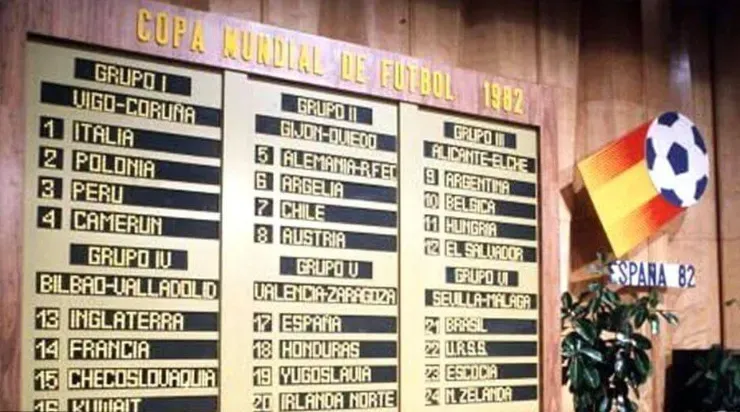 COPA MUNDIAL DE FUTBOL 1982
GRUPO I
VIGO-CORUÑA
1 ITALIA
2 POLONIA
3 PERU
4 CAMERUN
GRUPO IV
BILBAO-VALLADOLID
13 INGLATERRA
14 FRANCIA
15 CHECOSLOVAQUIA
16 KUWAIT
GRUPO II
GIJON-OVIEDO
5 ALEMANIA-R.FED
6 ARGELIA
7 CHILE
8 AUSTRIA
GRUPO V
VALENCIA-ZARAGOZA
17 ESPAÑA
18 HONDURAS
19 YUGOSLAVIA
20 IRLANDA NORTE
GRUPO III
ALICANTE-ELCHE
9 ARGENTINA
10 BELGICA
11 HUNGRIA
12 EL SALVADOR
GRUPO VI
SEVILLA-MALAGA
21 BRASIL
22 U.R.S.S.
23 ESCOCIA
24 N. ZELANDA
ESPAÑA 82